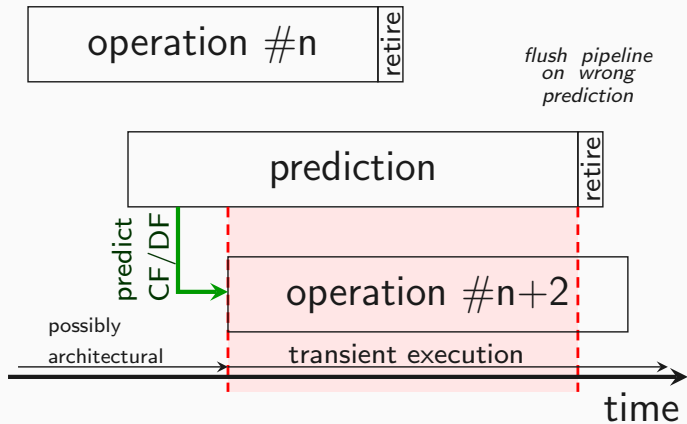 operation #n
retire
flush pipeline
on wrong
prediction
prediction
retire
predict
CF/DF
operation #n+2
possibly
architectural
transient execution
time